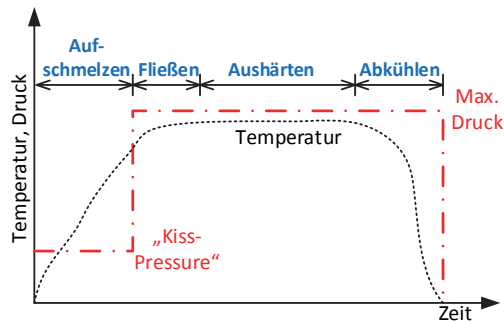 Auf-
schmelzen
Fließen
Aushärten
Abkühlen
Max.
Druck
Temperatur
„Kiss-
Pressure“
Temperatur, Druck
Zeit